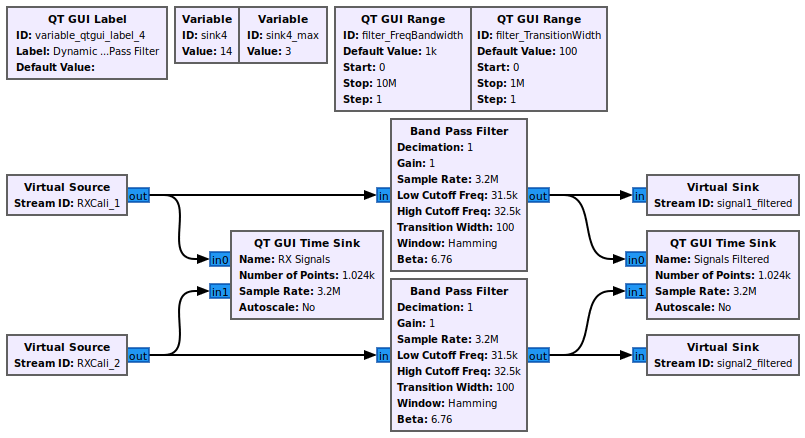 QT GUI Label
ID: variable_qtgui_label_4
Label: Dynamic ...Pass Filter
Default Value:
Variable
ID: sink4
Value: 14
Variable
ID: sink4_max
Value: 3
QT GUI Range
ID: filter_FreqBandwidth
Default Value: 1k
Start: 0
Stop: 10M
Step: 1
QT GUI Range
ID: filter_TransitionWidth
Default Value: 100
Start: 0
Stop: 1M
Step: 1
Virtual Source
Stream ID: RXCali_1
out
in
Band Pass Filter
Decimation: 1
Gain: 1
Sample Rate: 3.2M
Low Cutoff Freq: 31.5k
High Cutoff Freq: 32.5k
Transition Width: 100
Window: Hamming
Beta: 6.76
out
in
Virtual Sink
Stream ID: signal1_filtered
in0
in1
QT GUI Time Sink
Name: RX Signals
Number of Points: 1.024k
Sample Rate: 3.2M
Autoscale: No
in0
in1
QT GUI Time Sink
Name: Signals Filtered
Number of Points: 1.024k
Sample Rate: 3.2M
Autoscale: No
Virtual Source
Stream ID: RXCali_2
out
in
Band Pass Filter
Decimation: 1
Gain: 1
Sample Rate: 3.2M
Low Cutoff Freq: 31.5k
High Cutoff Freq: 32.5k
Transition Width: 100
Window: Hamming
Beta: 6.76
out
in
Virtual Sink
Stream ID: signal2_filtered